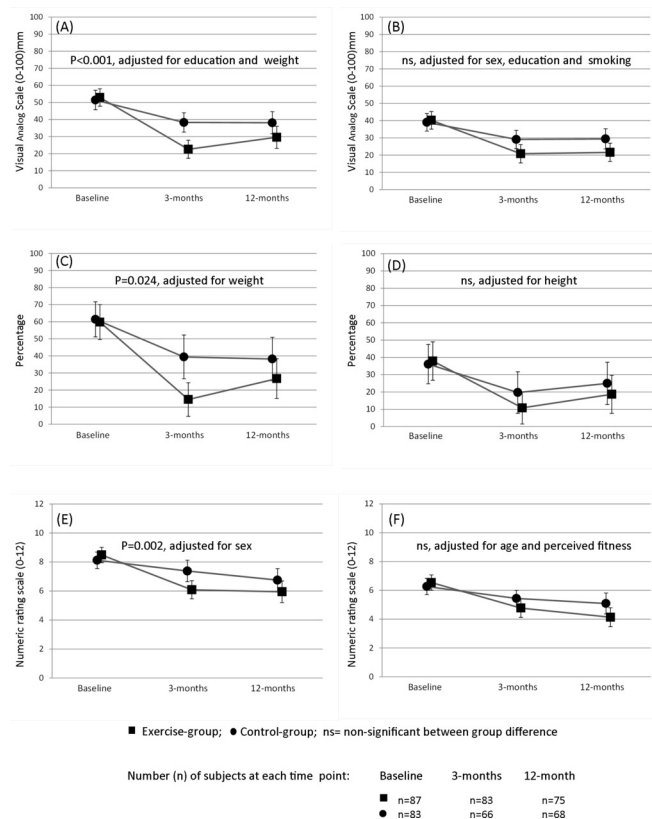 (A)
P<0.001, adjusted for education and weight
Visual Analog Scale (0-100)mm
100
90
80
70
60
50
40
30
20
10
0
Baseline 3-months 12-months
(B)
ns, adjusted for sex, education and smoking
Visual Analog Scale (0-100)mm
100
90
80
70
60
50
40
30
20
10
0
Baseline 3-months 12-months
(C)
P=0.024, adjusted for weight
Percentage
100
90
80
70
60
50
40
30
20
10
0
Baseline 3-months 12-months
(D)
ns, adjusted for height
Percentage
100
90
80
70
60
50
40
30
20
10
0
Baseline 3-months 12-months
(E)
P=0.002, adjusted for sex
Numeric rating scale (0-12)
12
10
8
6
4
2
0
Baseline 3-months 12-months
(F)
ns, adjusted for age and perceived fitness
Numeric rating scale (0-12)
12
10
8
6
4
2
0
Baseline 3-months 12-months
■ Exercise-group; ● Control-group; ns= non-significant between group difference
Number (n) of subjects at each time point: Baseline 3-months 12-month
■ n=87 n=83 n=75
● n=83 n=66 n=68